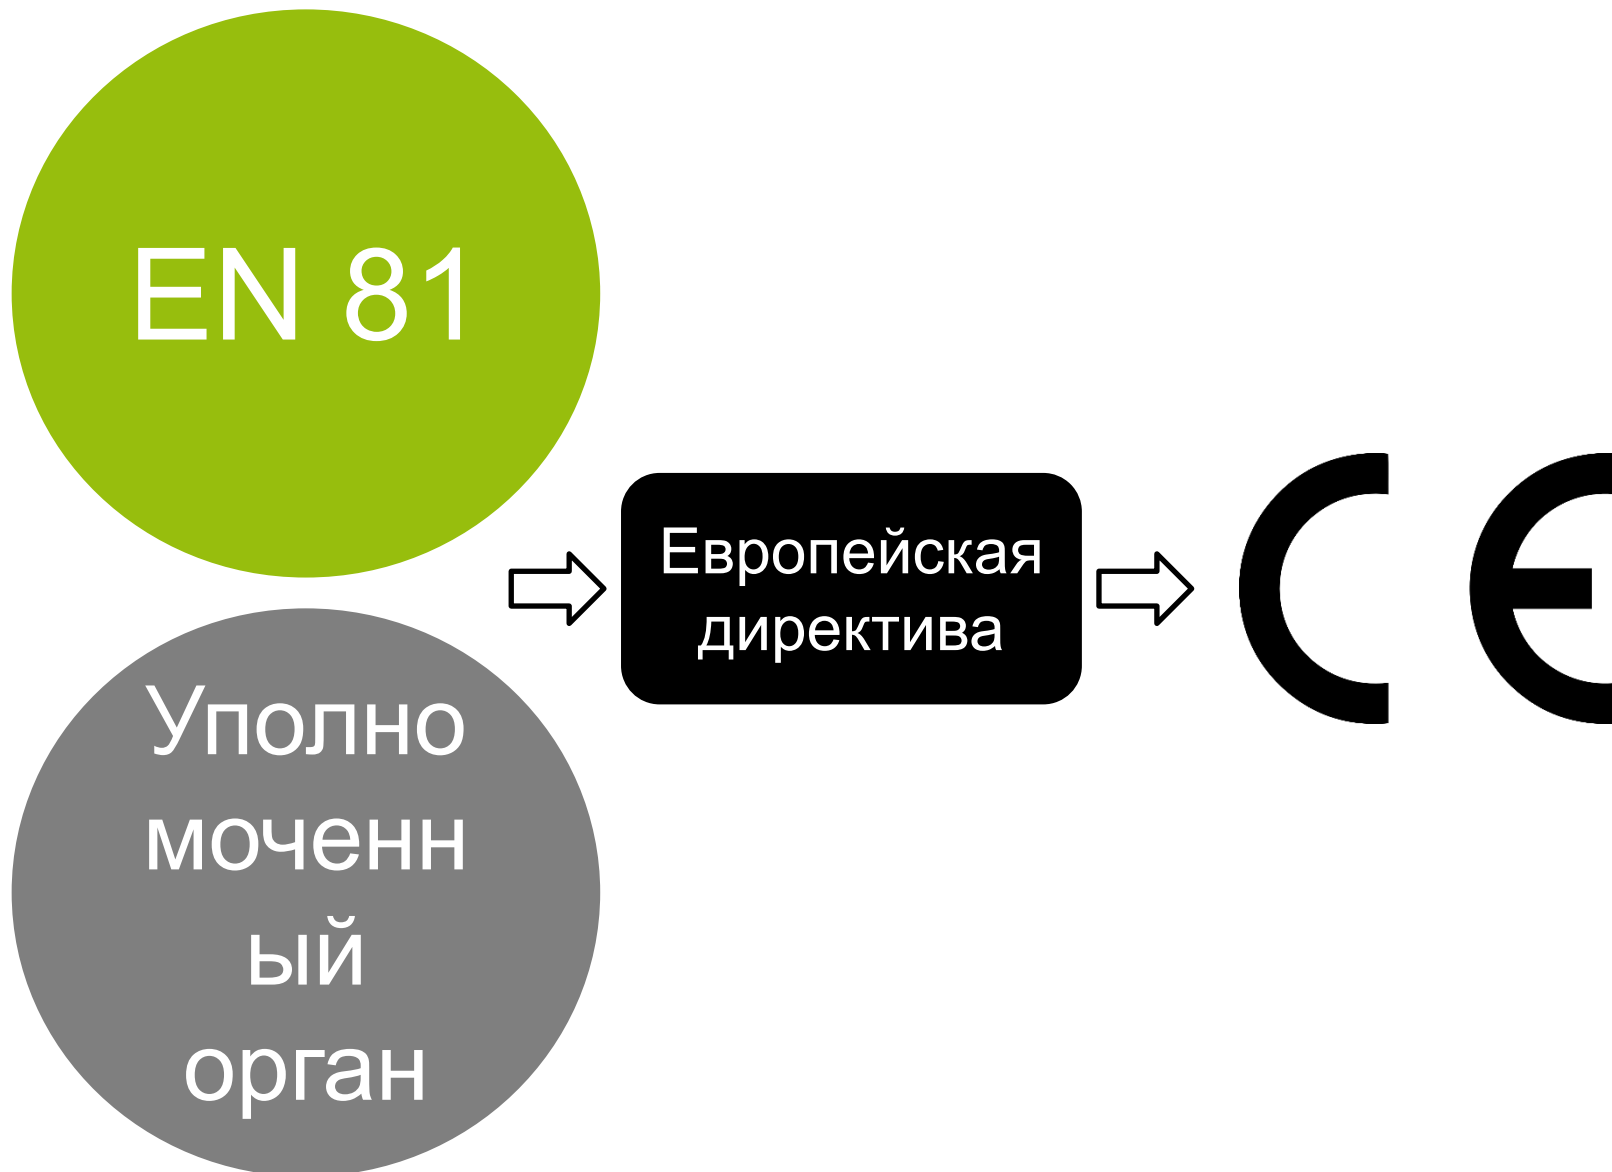 EN 81
Уполно
моченн
ый
орган
Европейская
директива
CE